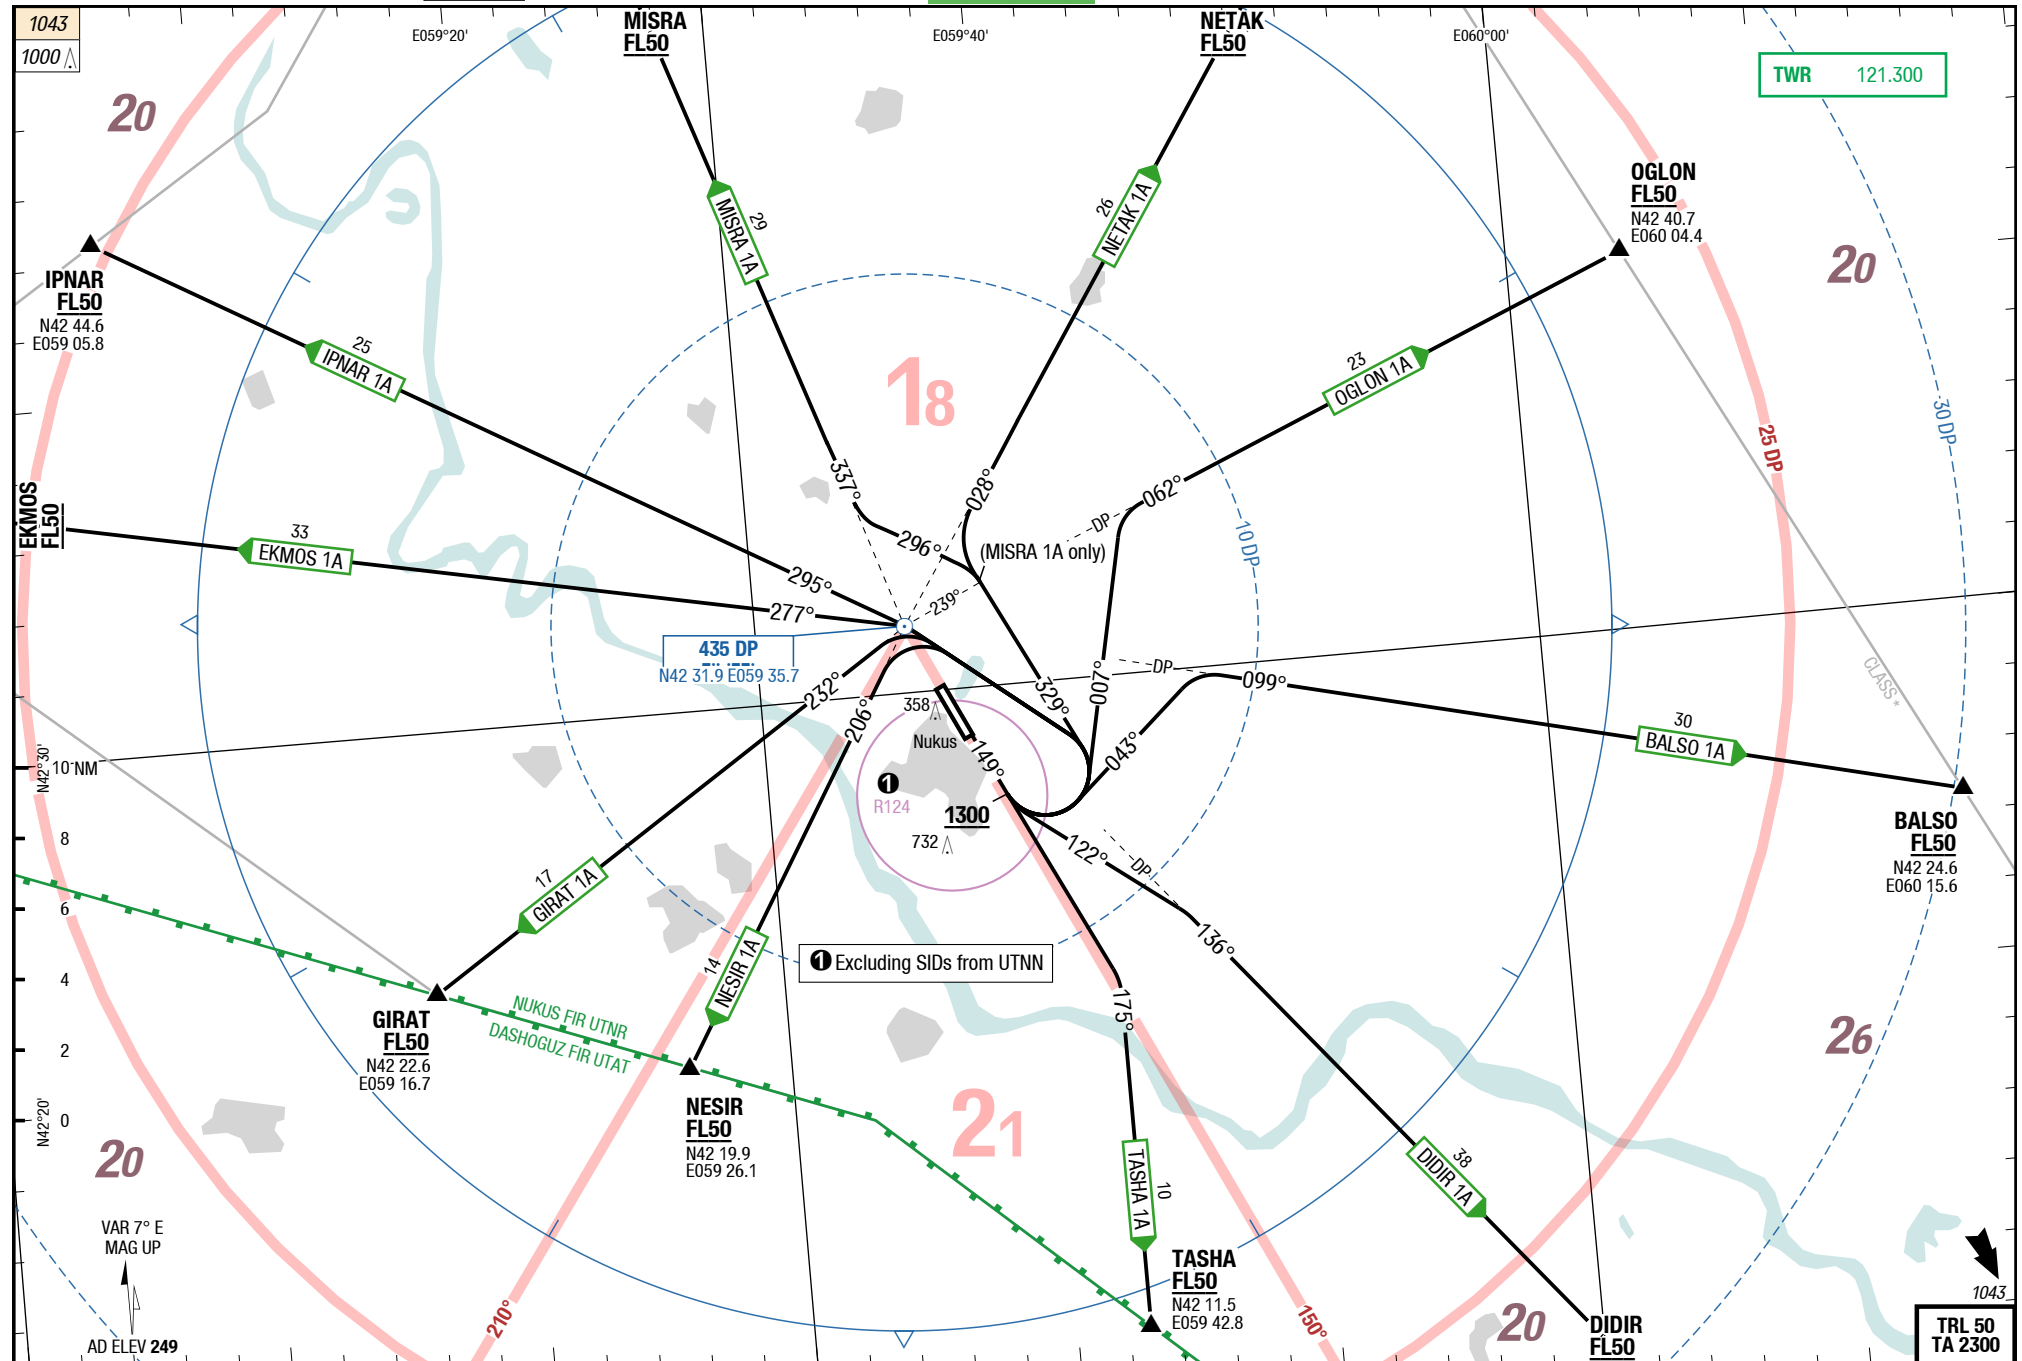 1043
1000
20
MISRA
FL50
E059°20'
E059°40'
NETAK
FL50
E060°00'
TWR 121.300
OGLON
FL50
N42 40.7
E060 04.4
20
IPNAR
FL50
N42 44.6
E059 05.8
29
MISRA 1A
26
NETAK 1A
25
IPNAR 1A
23
OGLON 1A
18
30 DP
25 DP
EKMOS
FL50
33
EKMOS 1A
337°
028°
062°
DP
296°
(MISRA 1A only)
10 DP
295°
277°
239°
435 DP
N42 31.9 E059 35.7
232°
206°
329°
007°
DP
099°
CLASS*
358
Nukus
149°
043°
30
BALSO 1A
N42°30'
10 NM
1
R124
1300
732
122°
DP
BALSO
FL50
N42 24.6
E060 15.6
8
6
4
2
0
N42°20'
17
GIRAT 1A
14
NESIR 1A
136°
1 Excluding SIDs from UTNN
175°
GIRAT
FL50
N42 22.6
E059 16.7
NUKUS FIR UTNR
DASHOGUZ FIR UTAT
26
NESIR
FL50
N42 19.9
E059 26.1
21
20
10
TASHA 1A
38
DIDIR 1A
VAR 7° E
MAG UP
AD ELEV 249
TASHA
FL50
N42 11.5
E059 42.8
210°
150°
20
DIDIR
FL50
1043
TRL 50
TA 2300